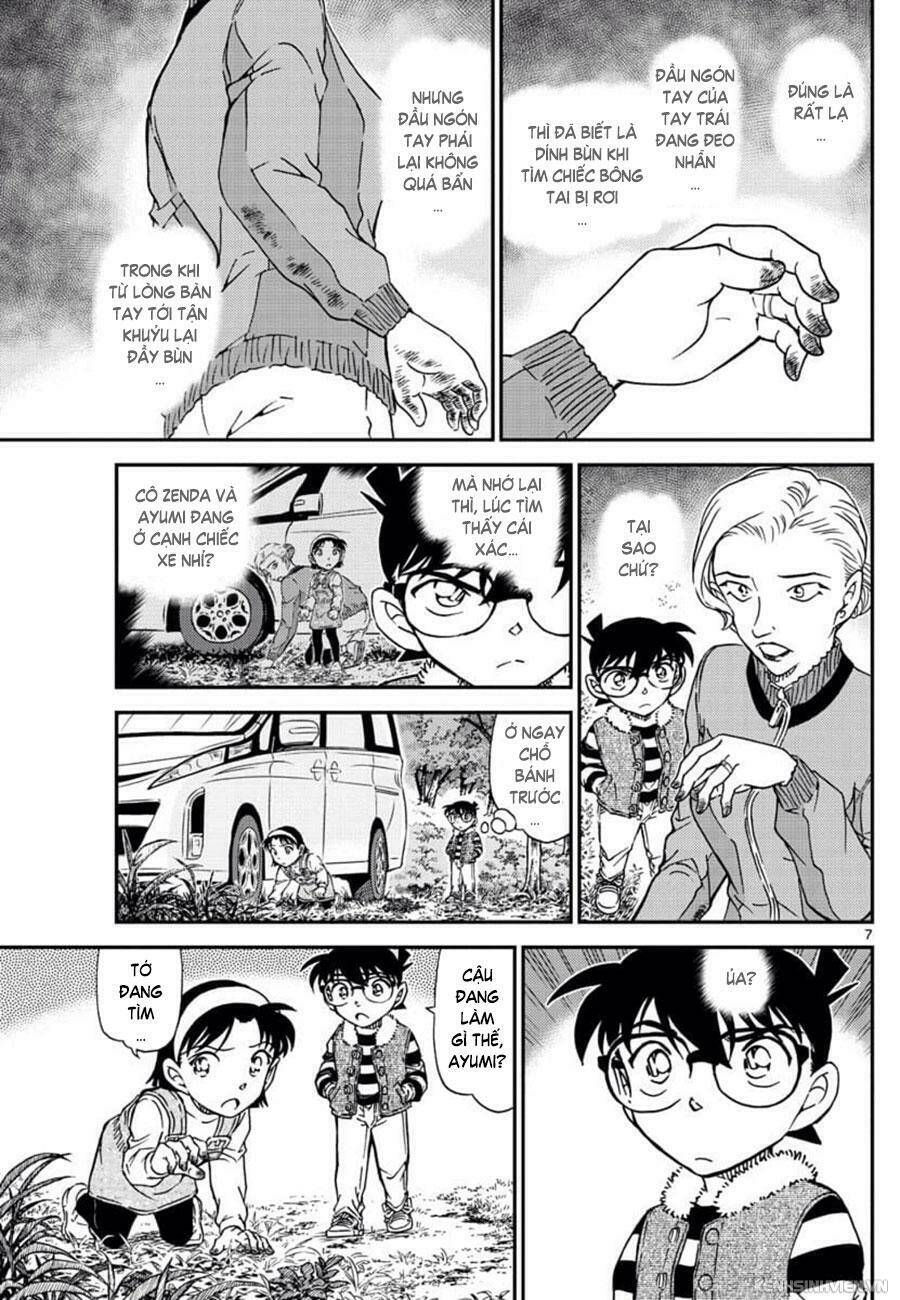 ĐÚNG LÀ
RẤT LẠ
...
ĐẦU NGÓN
TAY CỦA
TAY TRÁI
ĐANG ĐEO
NHẪN
...
THÌ ĐÃ BIẾT LÀ
DÍNH BÙN KHI
TÌM CHIẾC BÔNG
TAI BỊ RƠI
...
NHƯNG
ĐẦU NGÓN
TAY PHẢI
LẠI KHÔNG
QUÁ BẨN
...
TRONG KHI
TỪ LÒNG BÀN
TAY TỚI TẬN
KHUỶU LẠI
ĐẦY BÙN
...
TẠI
SAO
CHỨ?
MÀ NHỚ LẠI
THÌ, LÚC TÌM
THẤY CÁI
XÁC...
CÔ ZENDA VÀ
AYUMI ĐANG
Ở CẠNH CHIẾC
XE NHỈ?
Ở NGAY
CHỖ
BÁNH
TRƯỚC
...
7
ỦA?
CẬU
ĐANG
LÀM
GÌ THẾ,
AYUMI?
TỚ
ĐANG
TÌM
...
KENHSINHVIEN.VN